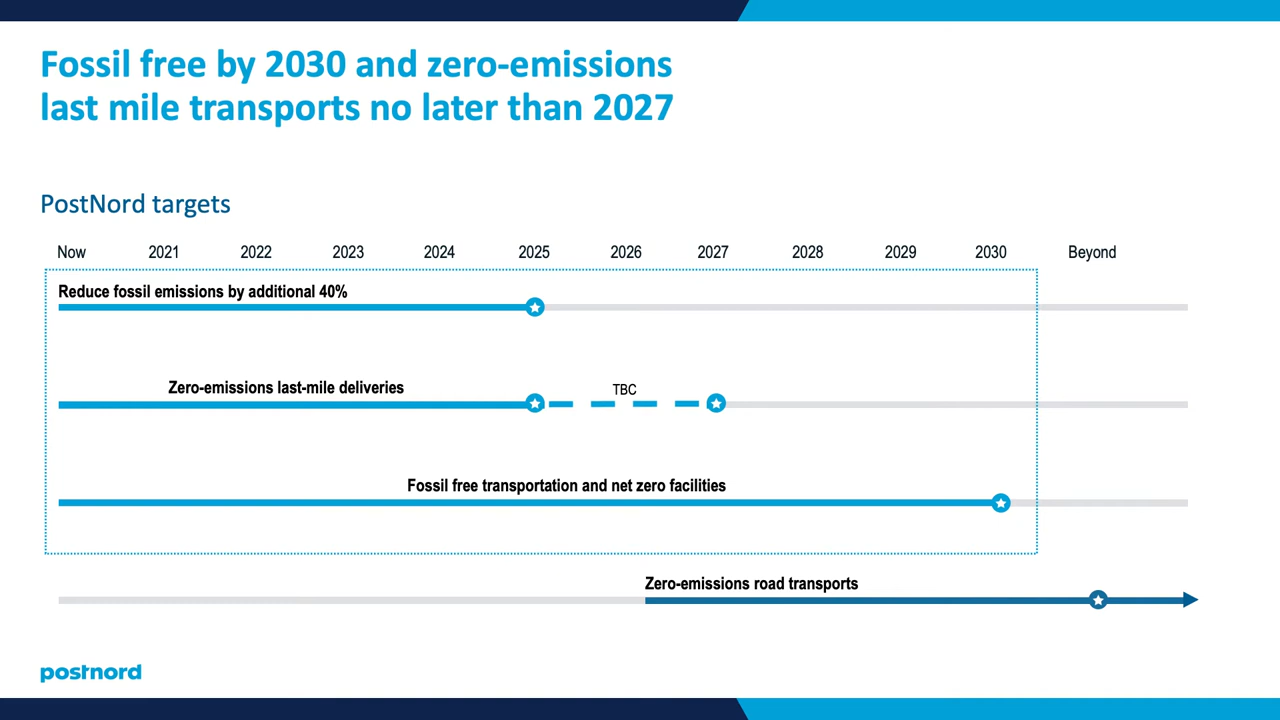 Fossil free by 2030 and zero-emissions
last mile transports no later than 2027
PostNord targets
Now 2021 2022 2023 2024 2025 2026 2027 2028 2029 2030 Beyond
Reduce fossil emissions by additional 40%
Zero-emissions last-mile deliveries TBC
Fossil free transportation and net zero facilities
Zero-emissions road transports
postnord